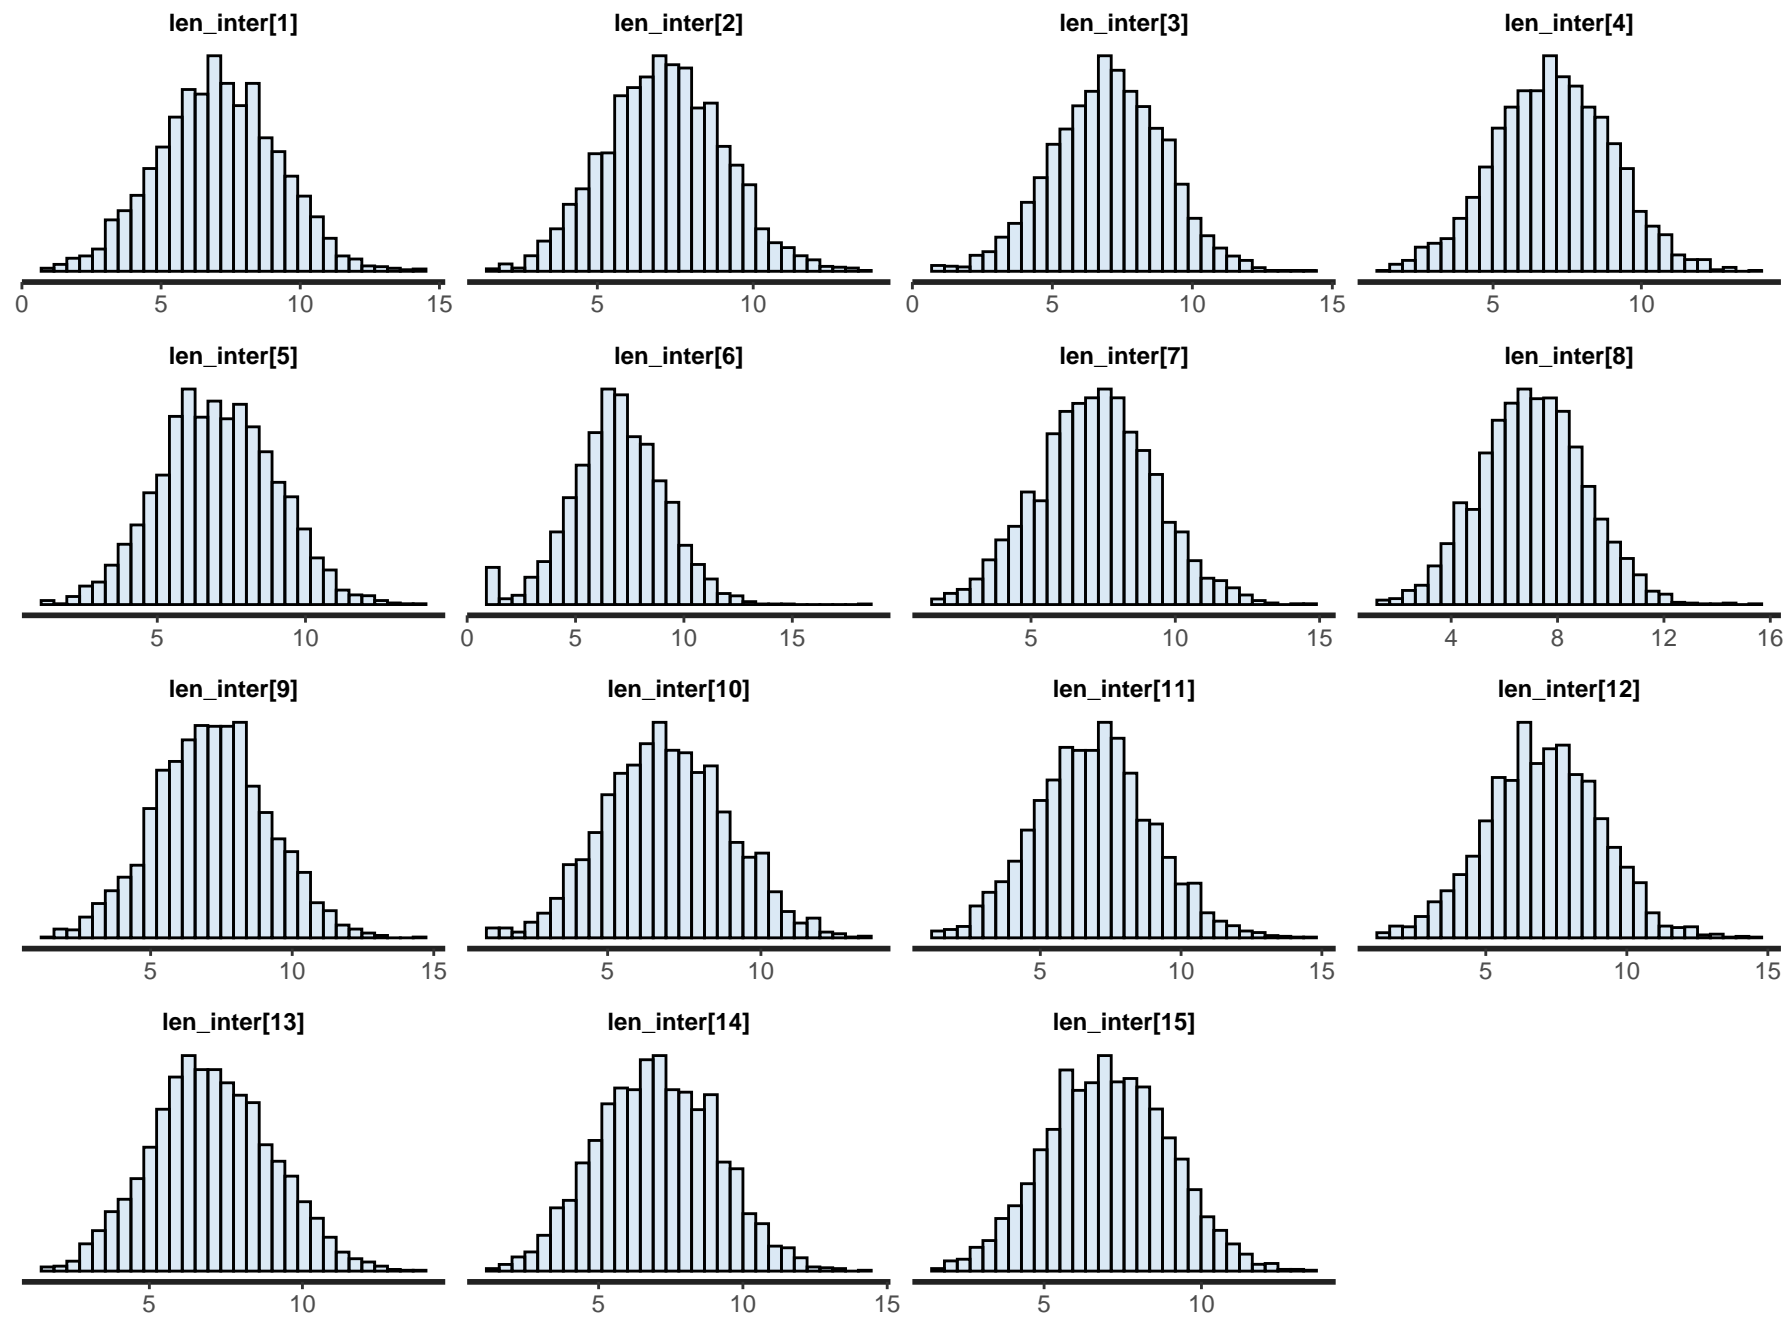 len_inter[1] len_inter[2] len_inter[3] len_inter[4]
0 5 10 15 5 10 0 5 10 15 5 10
len_inter[5] len_inter[6] len_inter[7] len_inter[8]
5 10 0 5 10 15 5 10 15 4 8 12 16
len_inter[9] len_inter[10] len_inter[11] len_inter[12]
5 10 15 5 10 5 10 15 5 10 15
len_inter[13] len_inter[14] len_inter[15]
5 10 5 10 15 5 10